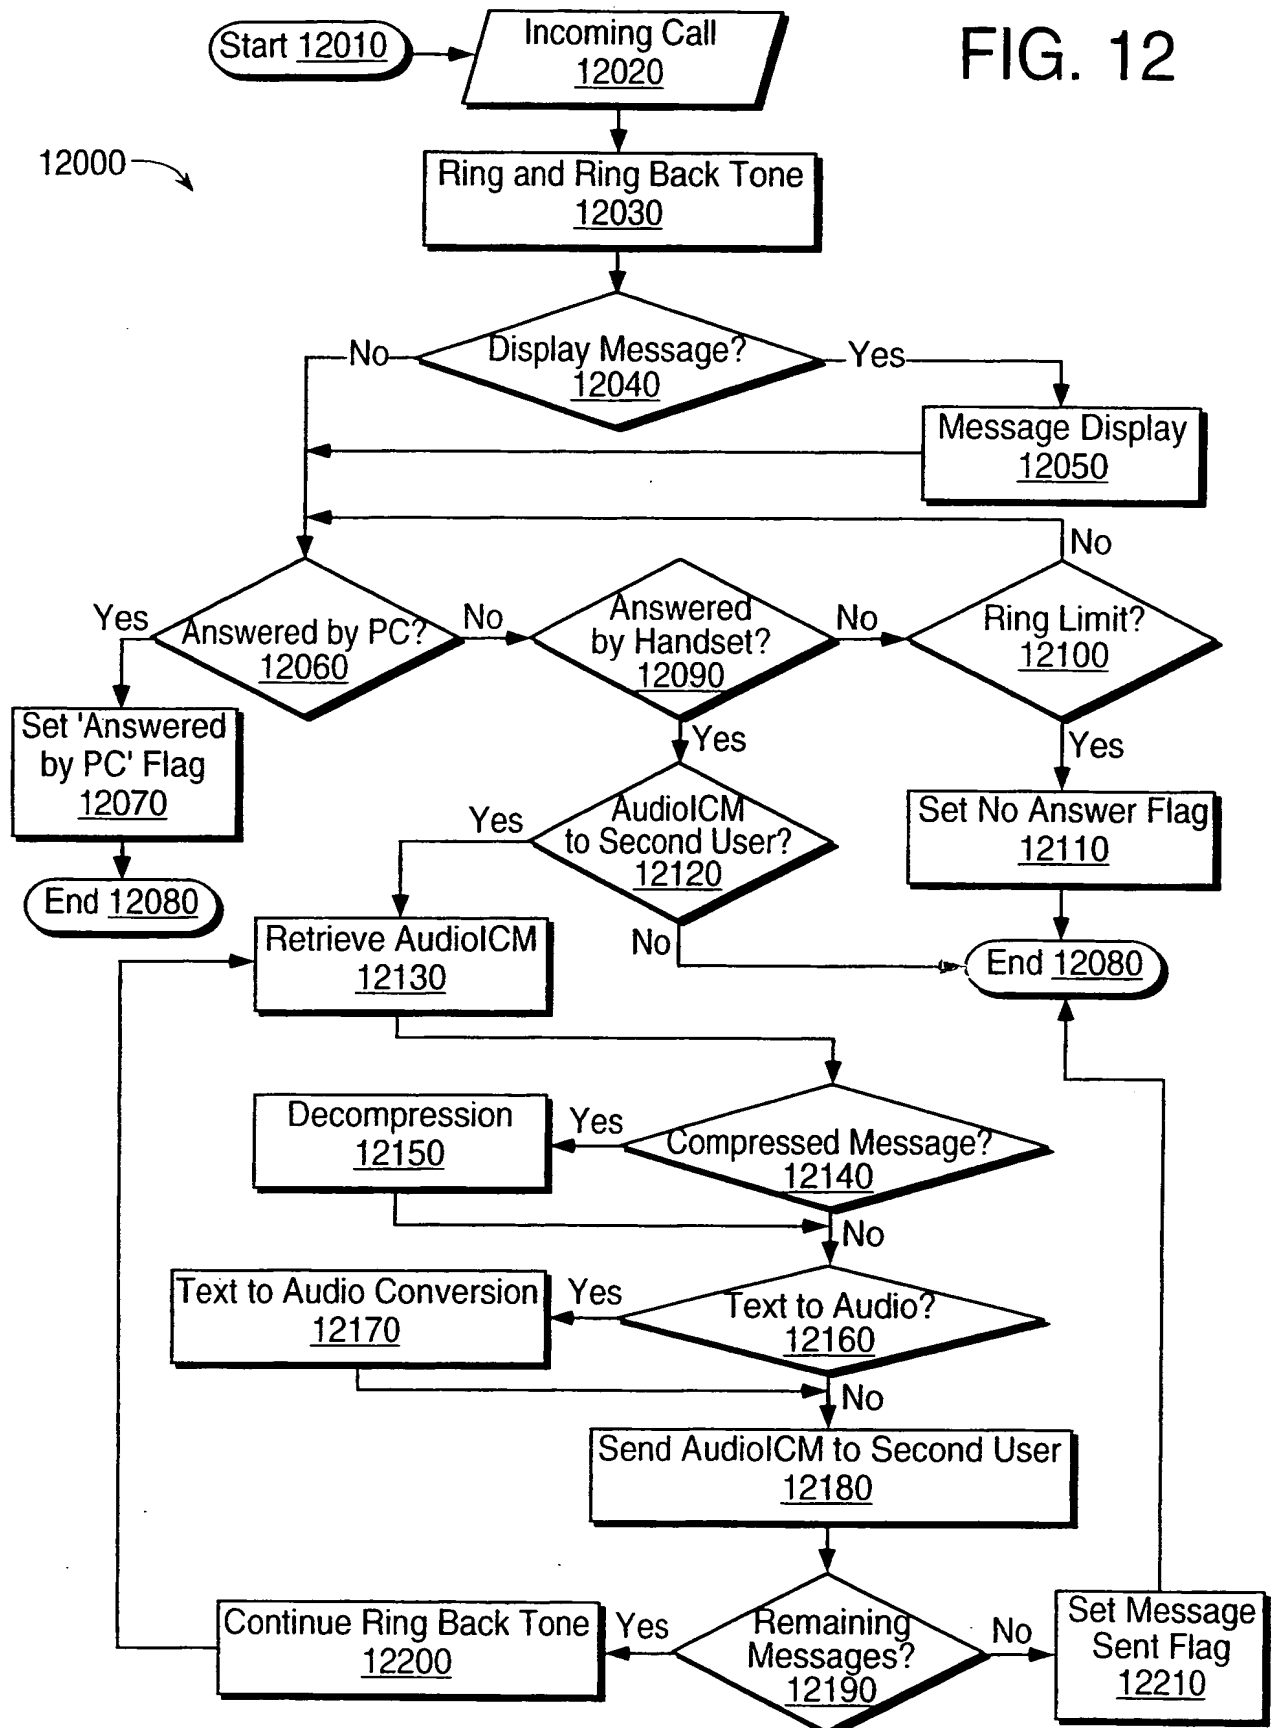 Start 12010
Incoming Call
12020
FIG. 12
12000
Ring and Ring Back Tone
12030
No
Display Message?
12040
Yes
Message Display
12050
No
Yes
Answered by PC?
12060
No
Answered
by Handset?
12090
No
Ring Limit?
12100
Set 'Answered
by PC' Flag
12070
Yes
Yes
End 12080
Yes
AudioICM
to Second User?
12120
Set No Answer Flag
12110
No
End 12080
Retrieve AudioICM
12130
Decompression
12150
Yes
Compressed Message?
12140
No
Text to Audio Conversion
12170
Yes
Text to Audio?
12160
No
Send AudioICM to Second User
12180
Continue Ring Back Tone
12200
Yes
Remaining
Messages?
12190
No
Set Message
Sent Flag
12210